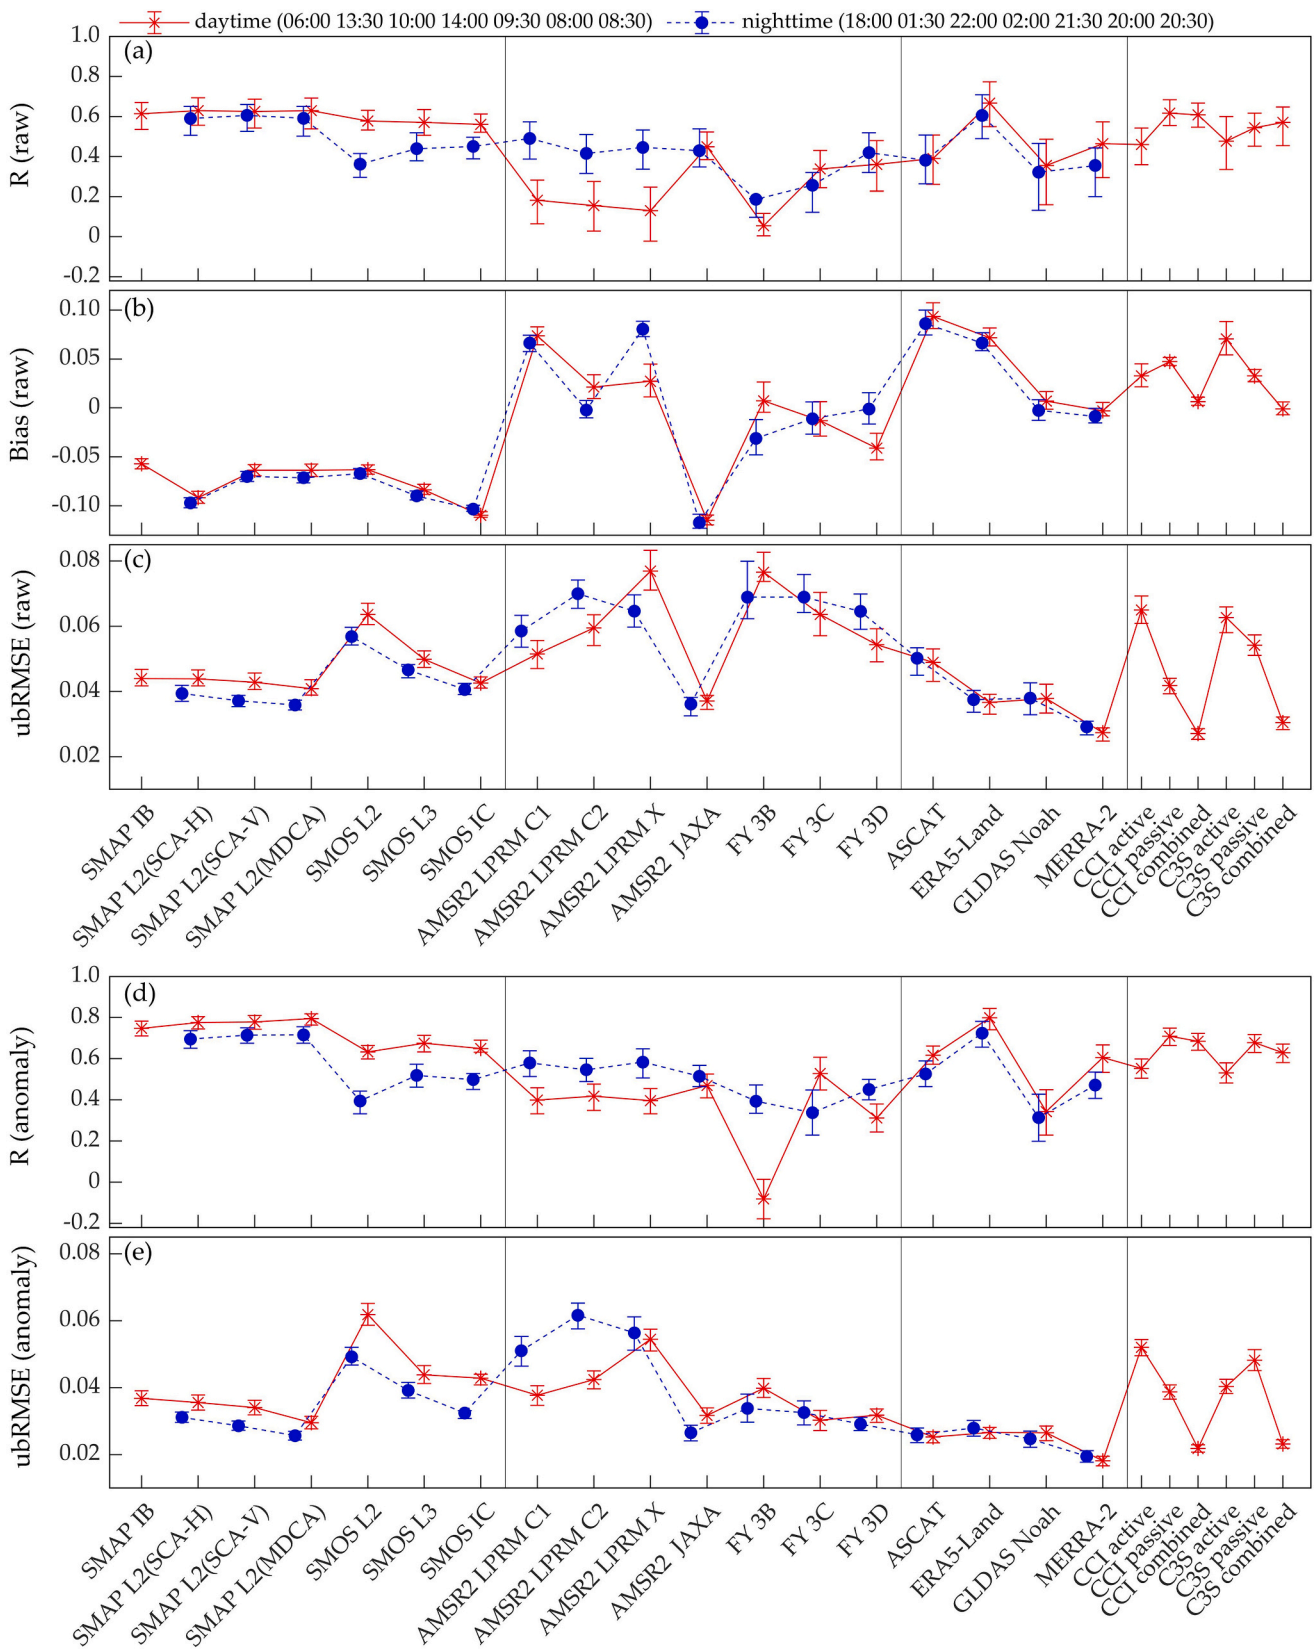 daytime (06:00 13:30 10:00 14:00 09:30 08:00 08:30) nighttime (18:00 01:30 22:00 02:00 21:30 20:00 20:30)
(a)
R (raw)
1.0
0.8
0.6
0.4
0.2
0
-0.2
(b)
Bias (raw)
0.10
0.05
0
-0.05
-0.10
(c)
ubRMSE (raw)
0.08
0.06
0.04
0.02
SMAP IB
SMAP L2(SCA-H)
SMAP L2(SCA-V)
SMAP L2(MDCA)
SMOS L2
SMOS L3
SMOS IC
AMSR2 LPRM C1
AMSR2 LPRM C2
AMSR2 LPRM X
AMSR2 JAXA
FY 3B
FY 3C
FY 3D
ASCAT
ERA5-Land
GLDAS Noah
MERRA-2
CCI active
CCI passive
CCI combined
C3S active
C3S passive
C3S combined
(d)
R (anomaly)
1.0
0.8
0.6
0.4
0.2
0
-0.2
(e)
ubRMSE (anomaly)
0.08
0.06
0.04
0.02
SMAP IB
SMAP L2(SCA-H)
SMAP L2(SCA-V)
SMAP L2(MDCA)
SMOS L2
SMOS L3
SMOS IC
AMSR2 LPRM C1
AMSR2 LPRM C2
AMSR2 LPRM X
AMSR2 JAXA
FY 3B
FY 3C
FY 3D
ASCAT
ERA5-Land
GLDAS Noah
MERRA-2
CCI active
CCI passive
CCI combined
C3S active
C3S passive
C3S combined